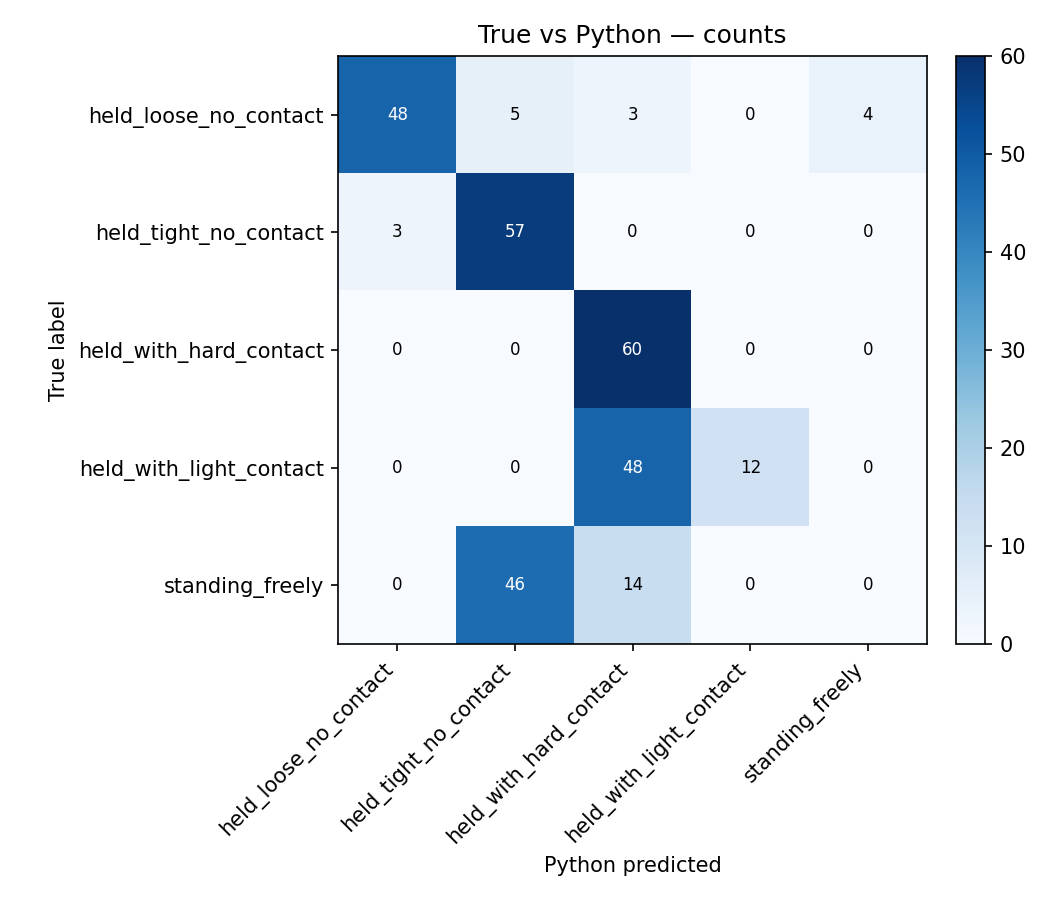 True vs Python — counts
held_loose_no_contact 48 5 3 0 4
held_tight_no_contact 3 57 0 0 0
held_with_hard_contact 0 0 60 0 0
held_with_light_contact 0 0 48 12 0
standing_freely 0 46 14 0 0
True label
held_loose_no_contact
held_tight_no_contact
held_with_hard_contact
held_with_light_contact
standing_freely
Python predicted
60
50
40
30
20
10
0